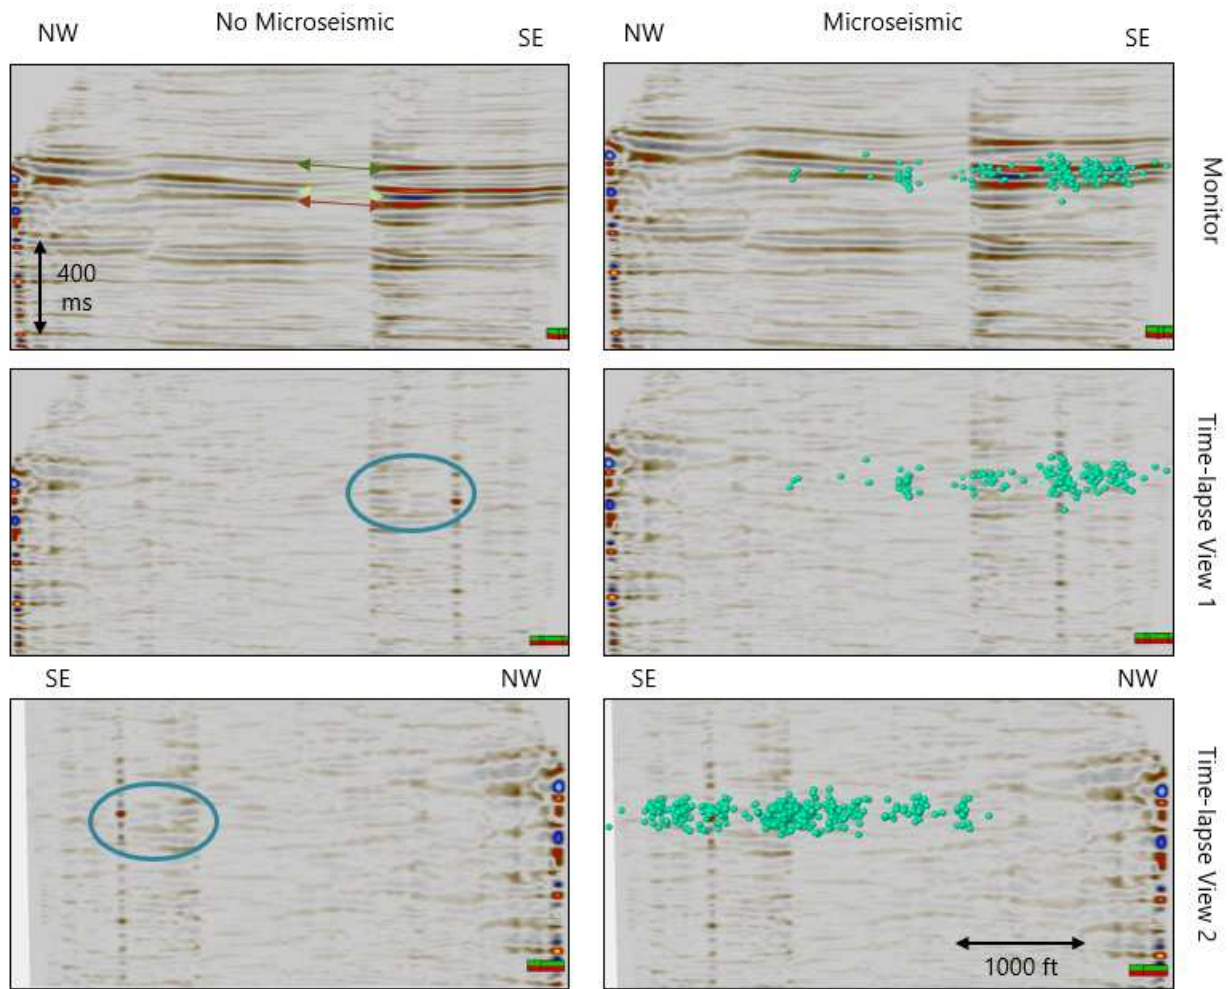 No Microseismic
Microseismic
NW
SE
NW
SE
Monitor
400
ms
Time-lapse View 1
SE
NW
SE
NW
Time-lapse View 2
1000 ft